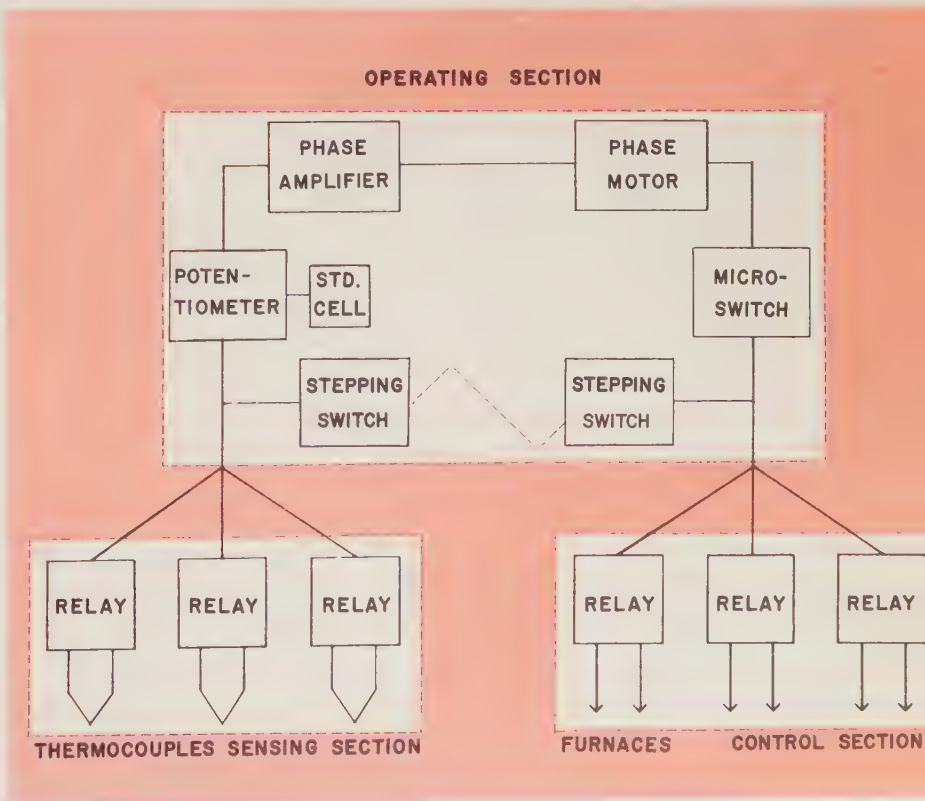 OPERATING SECTION
PHASE
AMPLIFIER
PHASE
MOTOR
POTEN-
TIOMETER
STD.
CELL
MICRO-
SWITCH
STEPPING
SWITCH
STEPPING
SWITCH
RELAY
RELAY
RELAY
RELAY
RELAY
RELAY
THERMOCOUPLES SENSING SECTION
FURNACES CONTROL SECTION